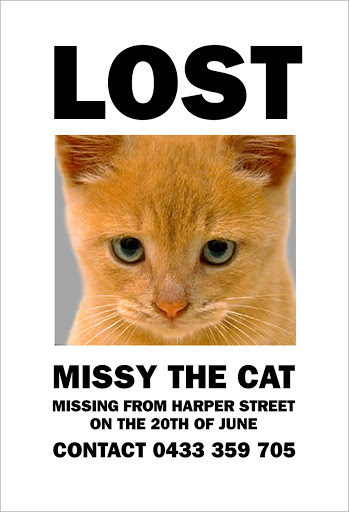 LOST
MISSY THE CAT
MISSING FROM HARPER STREET
ON THE 20TH OF JUNE
CONTACT 0433 359 705